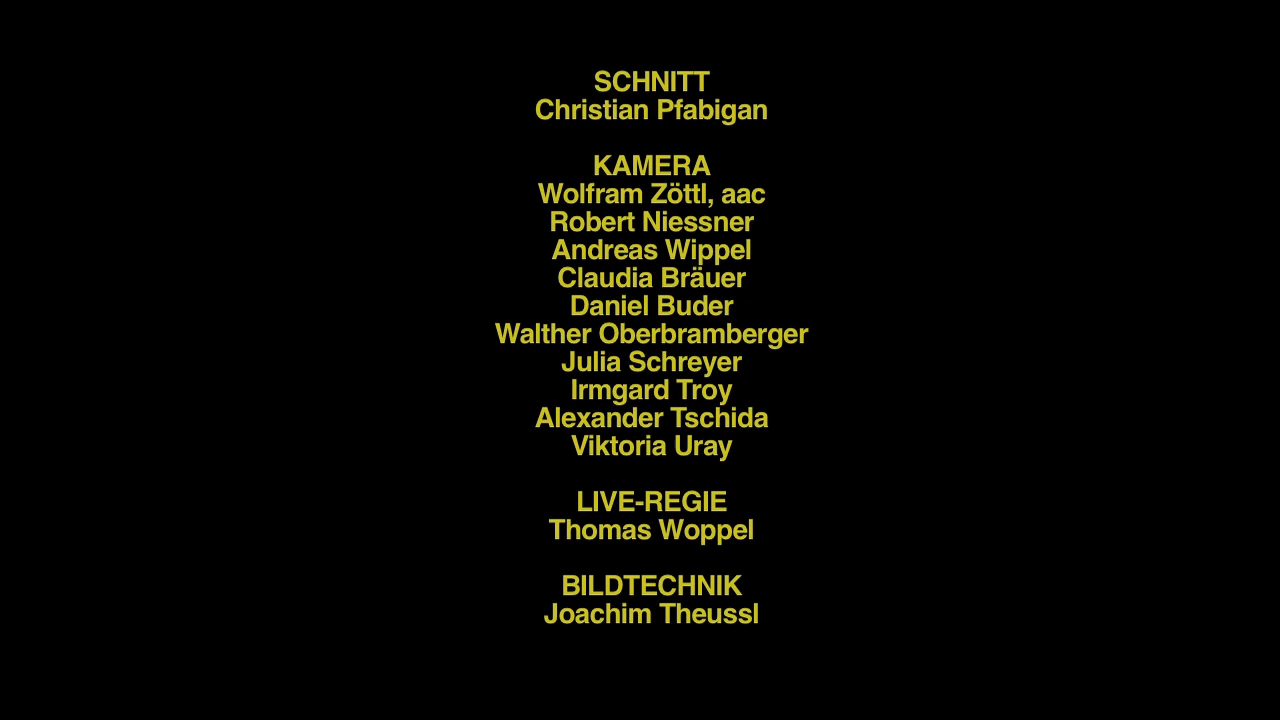 SCHNITT
Christian Pfabigan
KAMERA
Wolfram Zöttl, aac
Robert Niessner
Andreas Wippel
Claudia Bräuer
Daniel Buder
Walther Oberbramberger
Julia Schreyer
Irmgard Troy
Alexander Tschida
Viktoria Uray
LIVE-REGIE
Thomas Woppel
BILDTECHNIK
Joachim Theussl